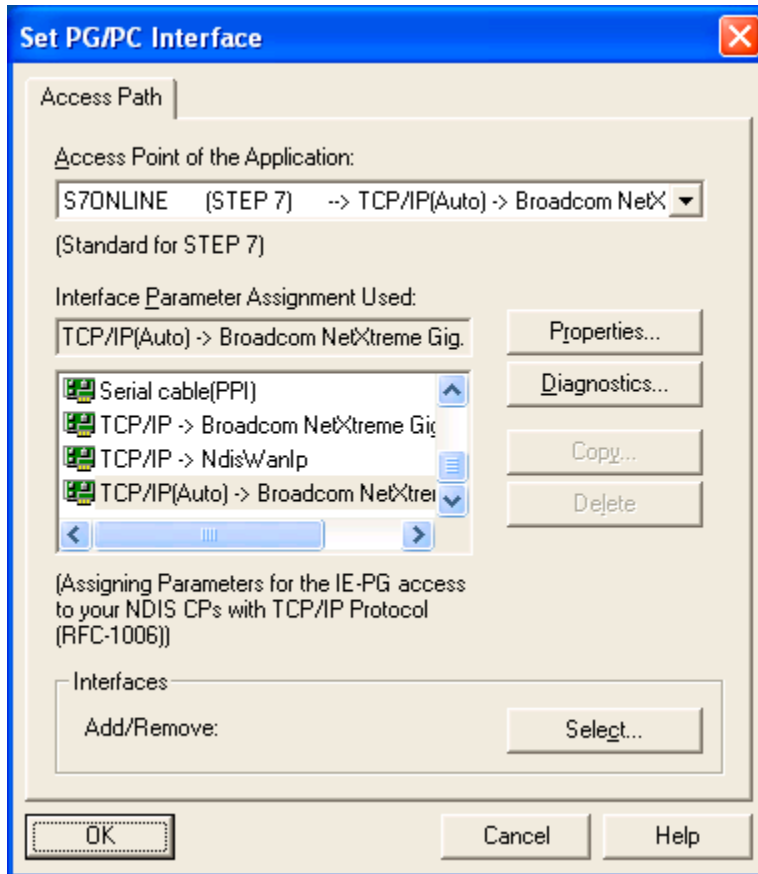 Set PG/PC Interface
Access Path
Access Point of the Application:
S7ONLINE (STEP 7) --> TCP/IP(Auto) -> Broadcom NetX
(Standard for STEP 7)
Interface Parameter Assignment Used:
TCP/IP(Auto) -> Broadcom NetXtreme Gig.
Properties...
Diagnostics...
Copy...
Delete
Serial cable(PPI)
TCP/IP -> Broadcom NetXtreme Gig
TCP/IP -> NdisWanIp
TCP/IP(Auto) -> Broadcom NetXtrem
(Assigning Parameters for the IE-PG access
to your NDIS CPs with TCP/IP Protocol
(RFC-1006))
Interfaces
Add/Remove:
Select...
OK
Cancel
Help